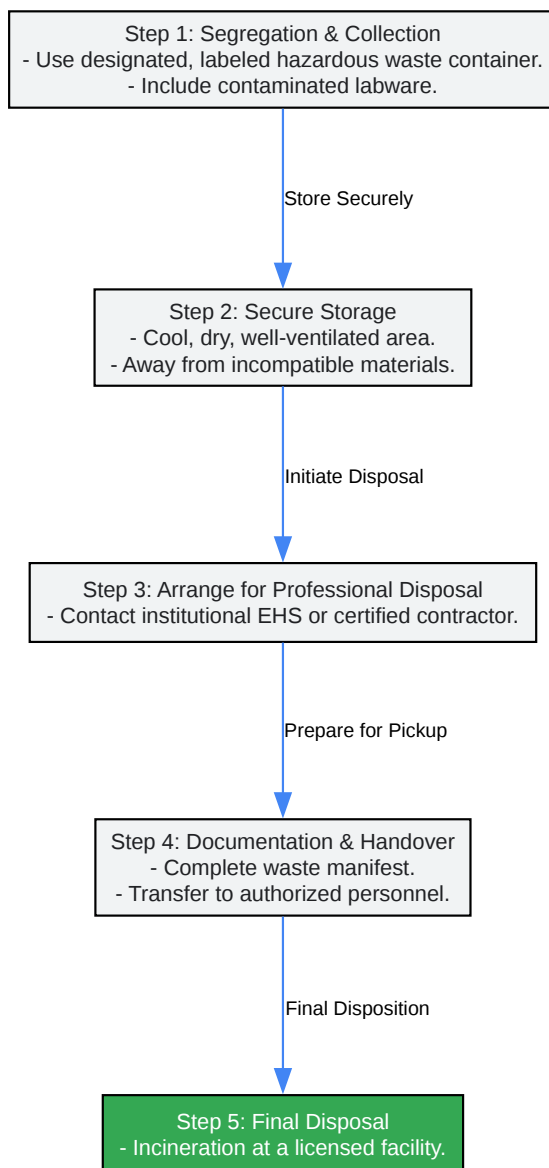 Step 1: Segregation & Collection
- Use designated, labeled hazardous waste container.
- Include contaminated labware.
Store Securely
Step 2: Secure Storage
- Cool, dry, well-ventilated area.
- Away from incompatible materials.
Initiate Disposal
Step 3: Arrange for Professional Disposal
- Contact institutional EHS or certified contractor.
Prepare for Pickup
Step 4: Documentation & Handover
- Complete waste manifest.
- Transfer to authorized personnel.
Final Disposition
Step 5: Final Disposal
- Incineration at a licensed facility.